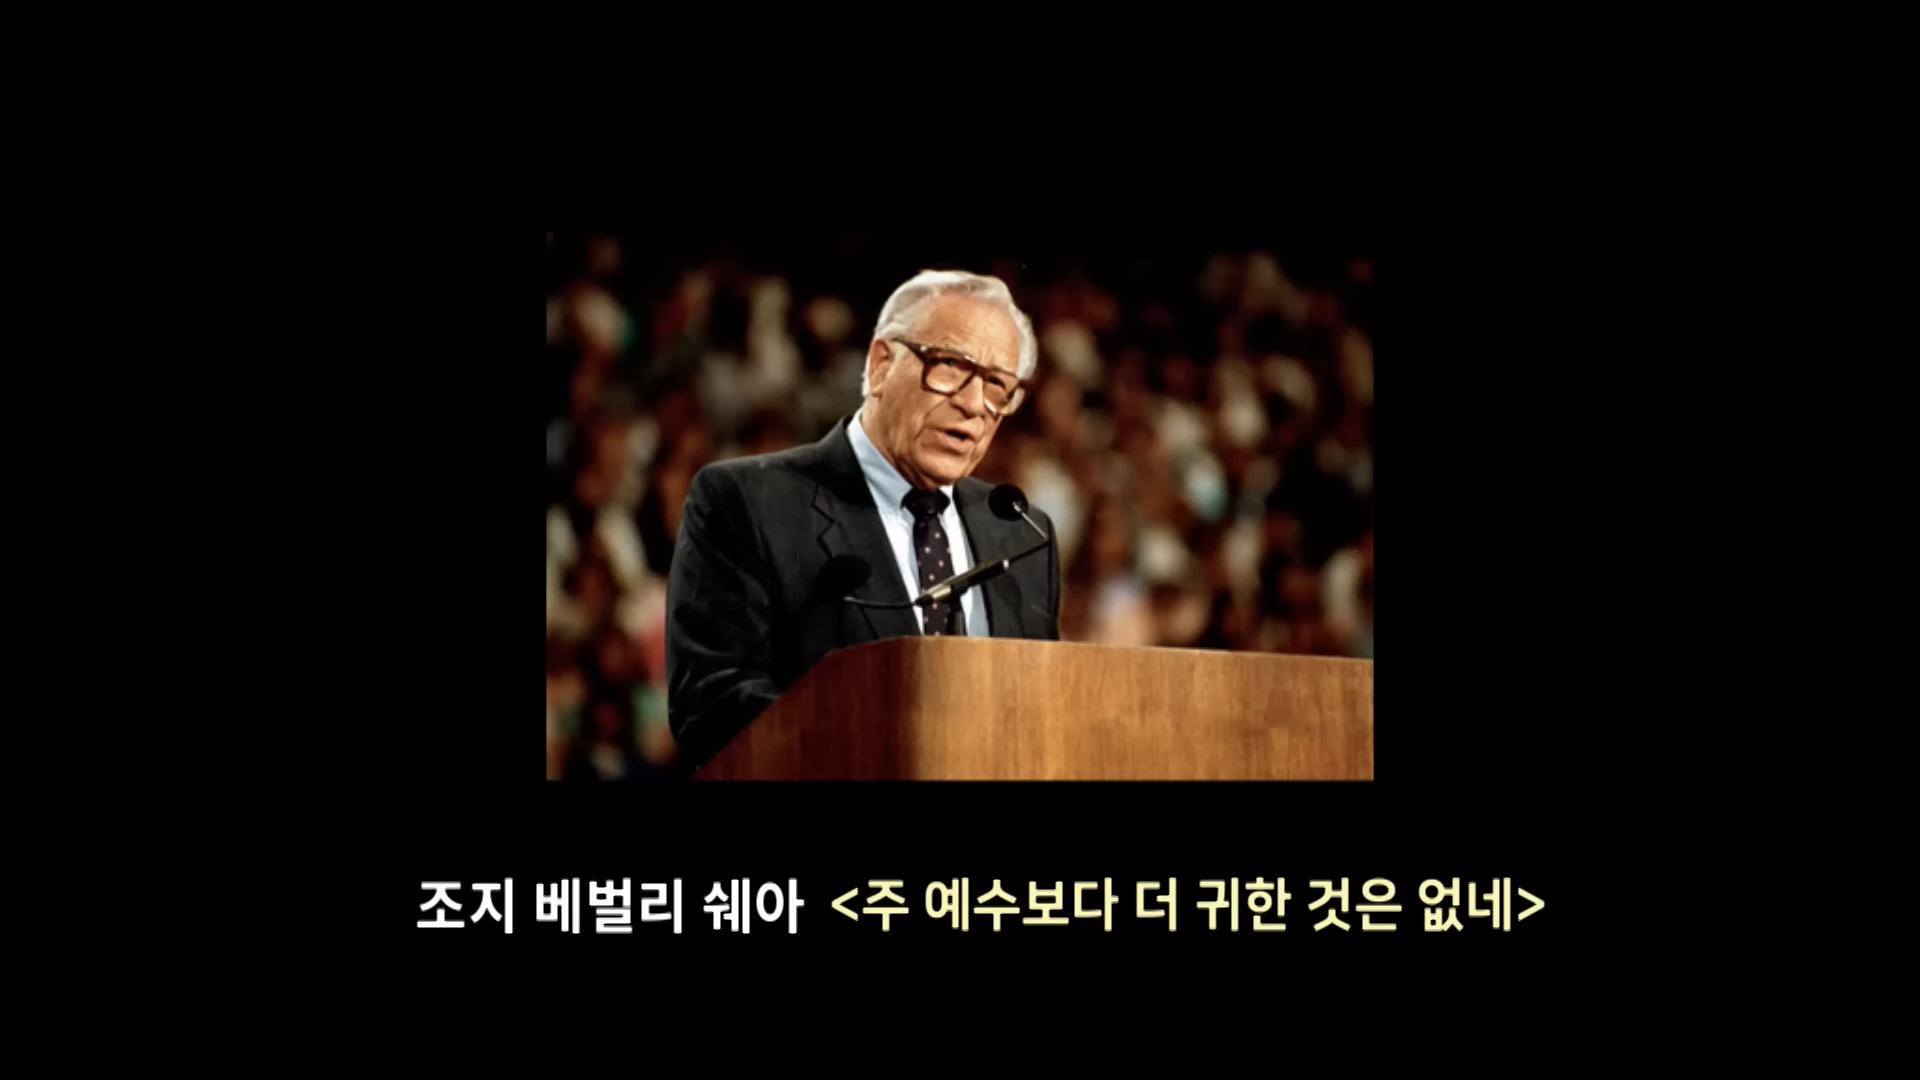 조지 베벌리 쉐아 <주 예수보다 더 귀한 것은 없네>